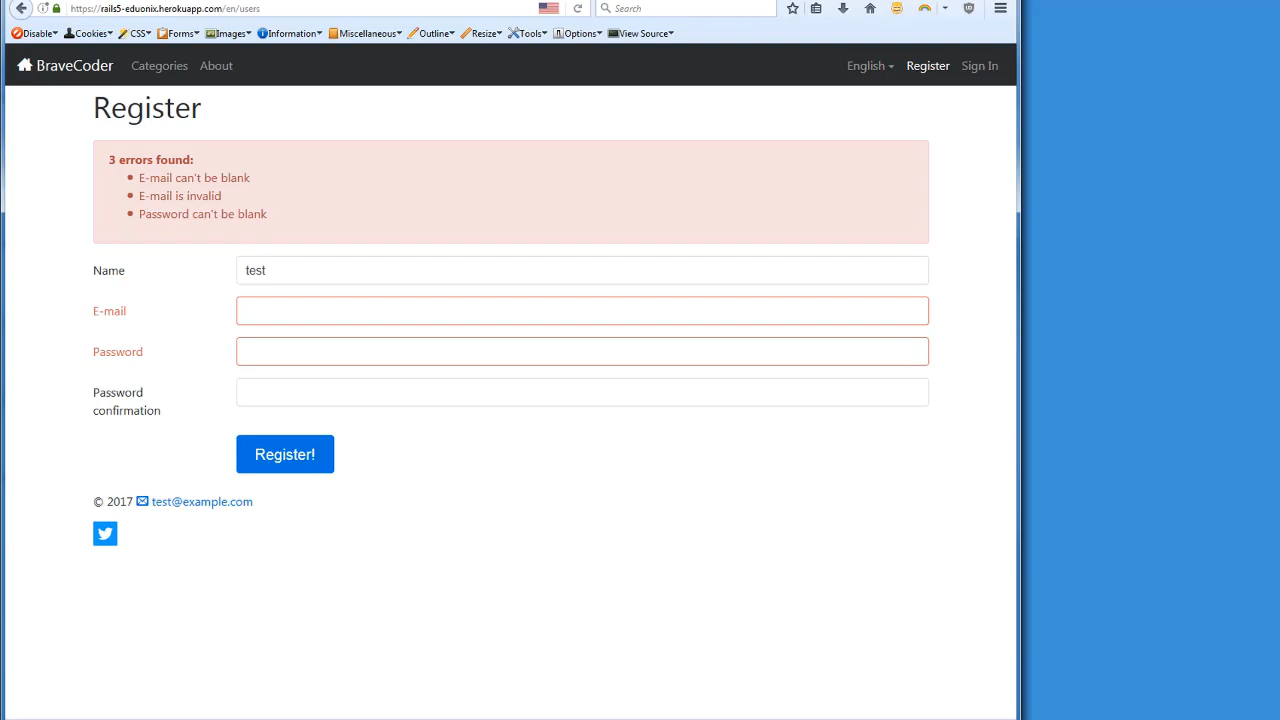 https://rails5-eduonix.herokuapp.com/en/users
Search
Disable Cookies CSS Forms Images Information Miscellaneous Outline Resize Tools Options View Source
BraveCoder Categories About English Register Sign In
Register
3 errors found:
E-mail can't be blank
E-mail is invalid
Password can't be blank
Name test
E-mail
Password
Password
confirmation
Register!
© 2017 test@example.com